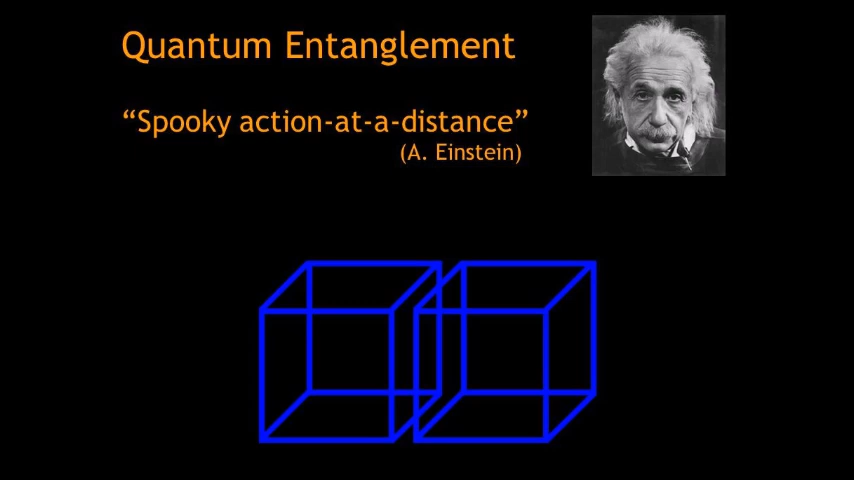 Quantum Entanglement
“Spooky action-at-a-distance”
(A. Einstein)